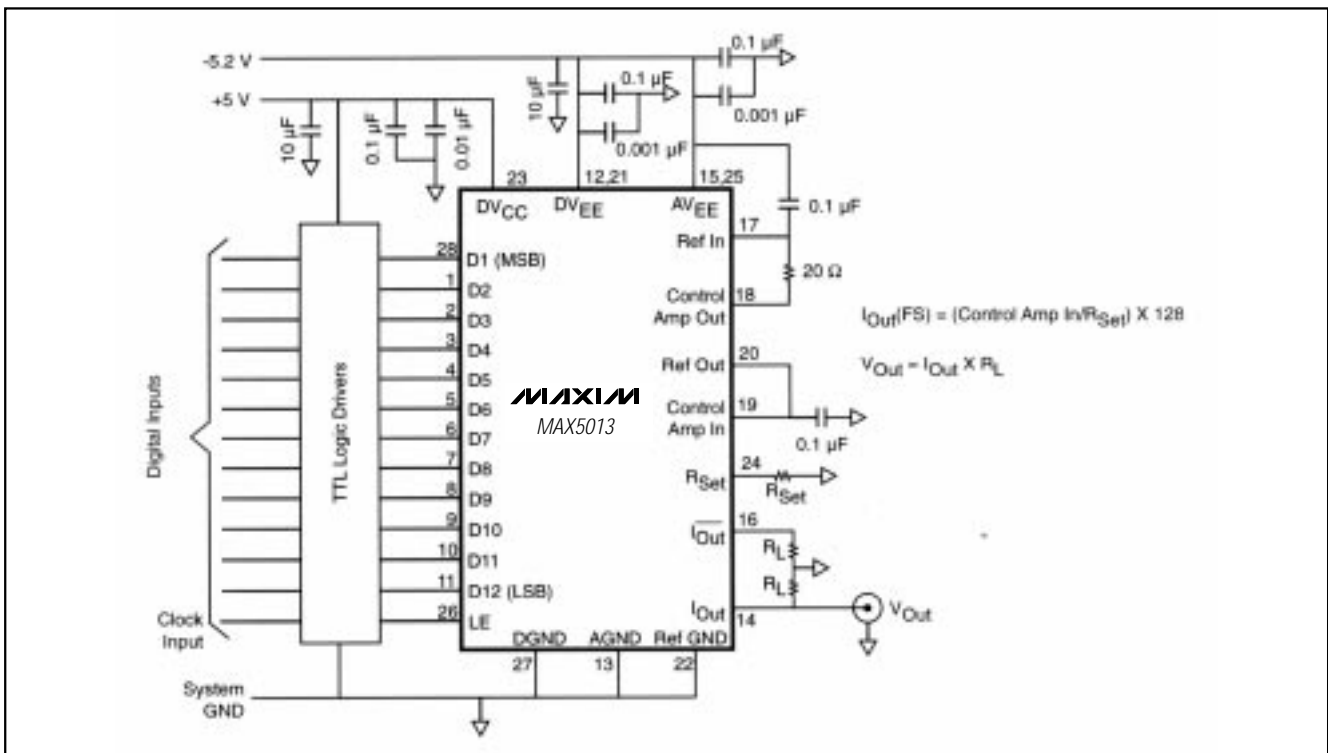 -5.2 V
+5 V
10 µF
0.1 µF
0.01 µF
10 µF
0.1 µF
0.001 µF
0.1 µF
0.001 µF
23
12,21
15,25
DVCC
DVEE
AVEE
0.1 µF
17
Ref In
20 Ω
18
Control
Amp Out
IOut(FS) = (Control Amp In/RSet) X 128
20
Ref Out
VOut – IOut X RL
19
Control
Amp In
0.1 µF
24
RSet
RSet
16
IOut
RL
RL
IOut
14
VOut
MAXIM
MAX5013
Digital Inputs
TTL Logic Drivers
28 D1 (MSB)
1 D2
2 D3
3 D4
4 D5
5 D6
6 D7
7 D8
8 D9
9 D10
10 D11
11 D12 (LSB)
Clock
Input
26 LE
DGND AGND Ref GND
27 13 22
System
GND